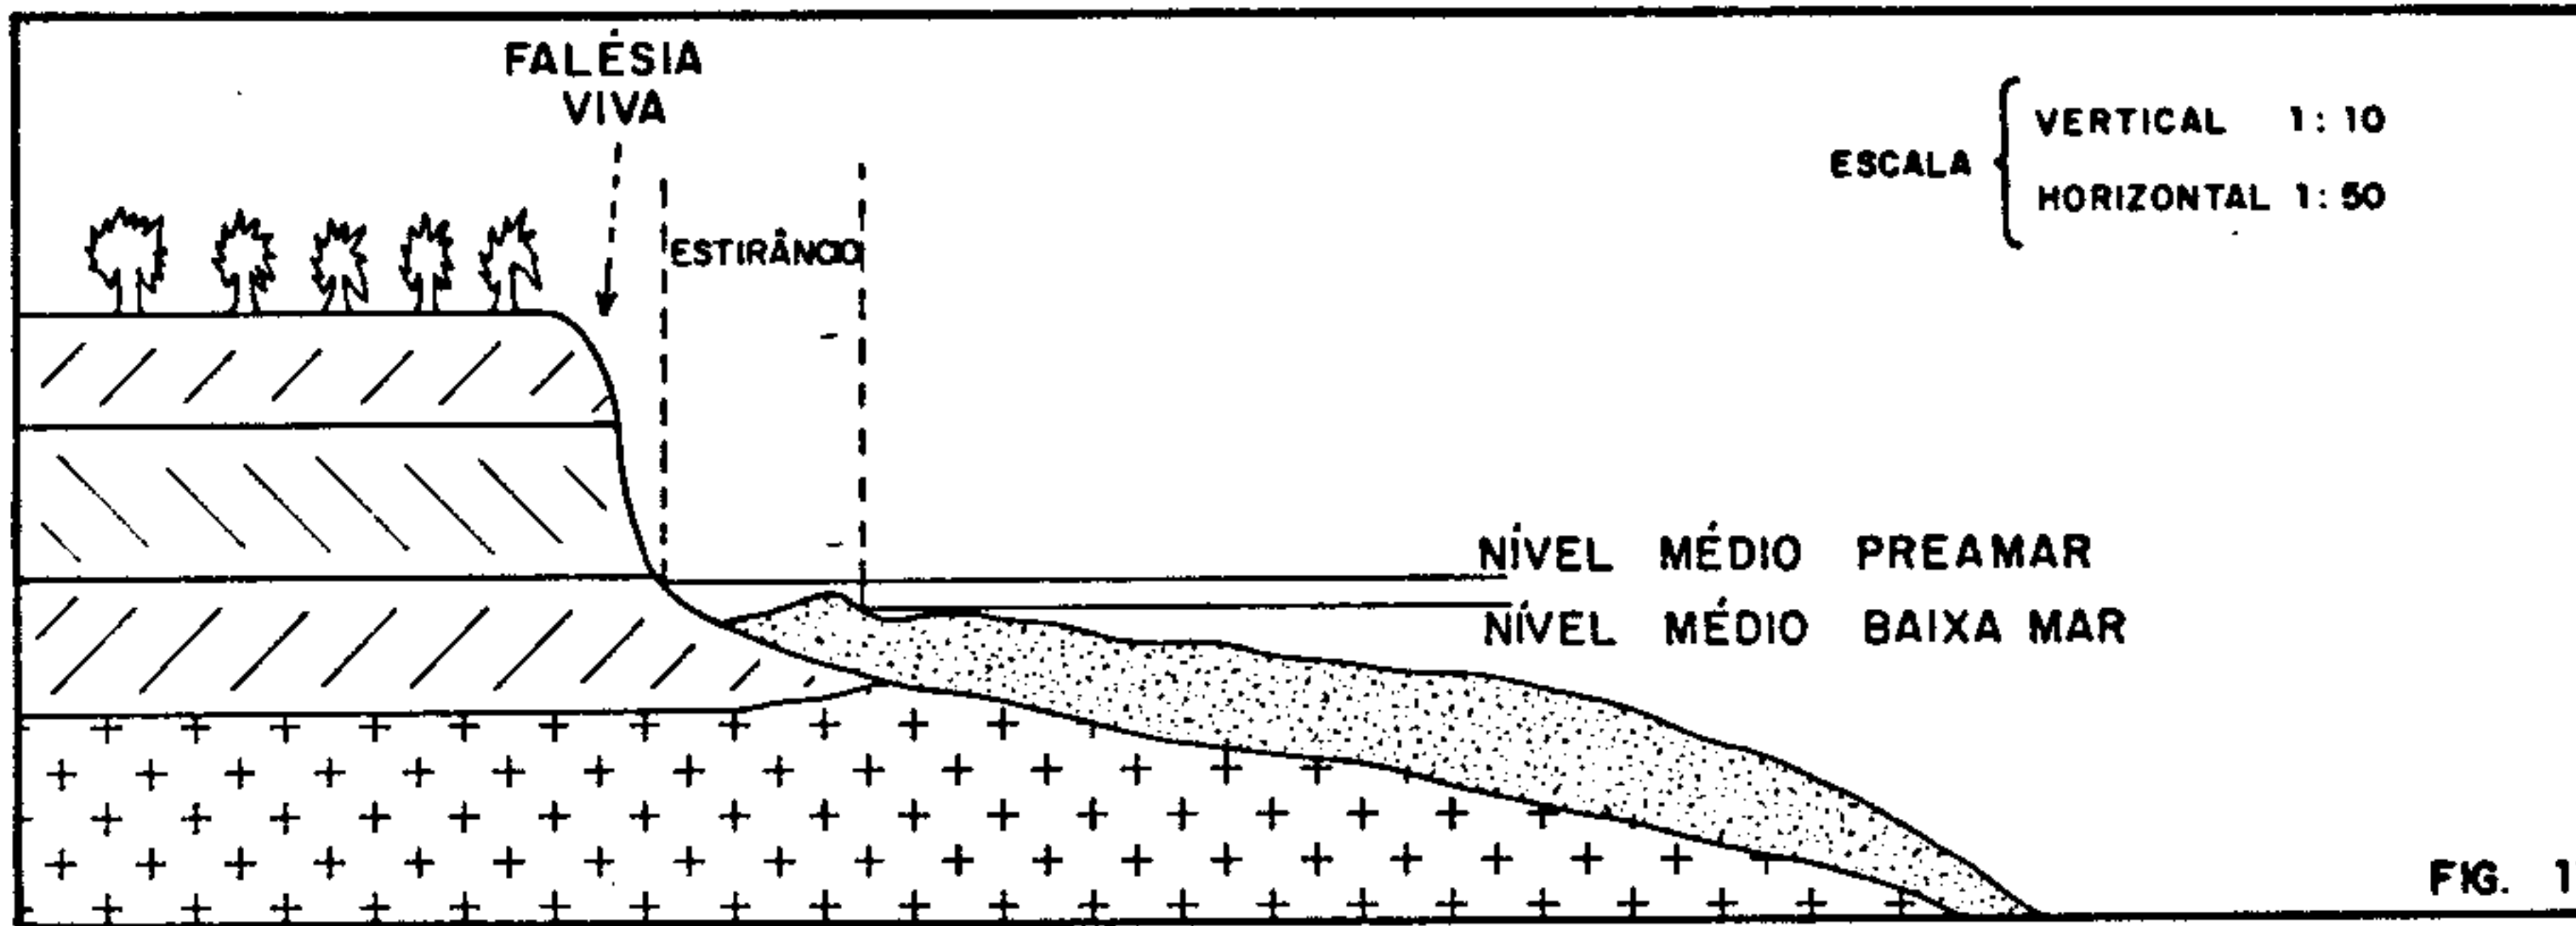 FALÉSIA
VIVA
ESCALA
VERTICAL 1:10
HORIZONTAL 1:50
ESTIRÂNCIO
NÍVEL MÉDIO PREAMAR
NÍVEL MÉDIO BAIXA MAR
FIG. 1